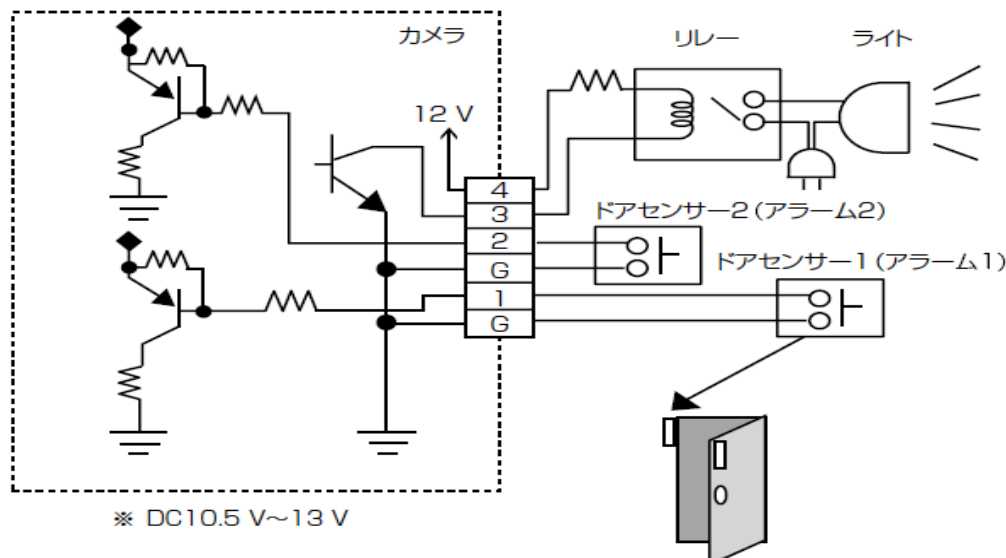 カメラ
リレー
ライト
12 V
4
3
2
G
1
G
ドアセンサー2(アラーム2)
ドアセンサー1(アラーム1)
※ DC10.5 V～13 V